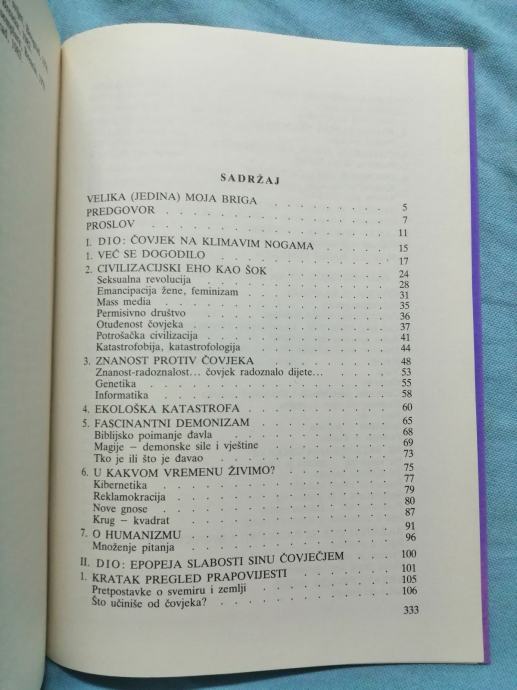 SADRŽAJ
VELIKA (JEDINA) MOJA BRIGA 5
PREDGOVOR 7
PROSLOV 11
I. DIO: ČOVJEK NA KLIMAVIM NOGAMA 15
1. VEĆ SE DOGODILO 17
2. CIVILIZACIJSKI EHO KAO ŠOK 24
Seksualna revolucija 28
Emancipacija žene, feminizam 31
Mass media 35
Permisivno društvo 36
Otuđenost čovjeka 37
Potrošačka civilizacija 41
Katastrofobija, katastrofologija 44
3. ZNANOST PROTIV ČOVJEKA 48
Znanost-radoznalost... čovjek radoznalo dijete... 53
Genetika 55
Informatika 58
4. EKOLOŠKA KATASTROFA 60
5. FASCINANTNI DEMONIZAM 65
Biblijsko poimanje đavla 68
Magije – demonske sile i vještine 69
Tko je ili što je đavao 73
6. U KAKVOM VREMENU ŽIVIMO? 75
Kibernetika 77
Reklamokracija 79
Nove gnose 80
Krug – kvadrat 87
7. O HUMANIZMU 91
Množenje pitanja 96
II. DIO: EPOPEJA SLABOSTI SINU ČOVJEČJEM 100
1. KRATAK PREGLED PRAPOVIJESTI 101
Pretpostavke o svemiru i zemlji 105
Što učiniše od čovjeka? 106
333